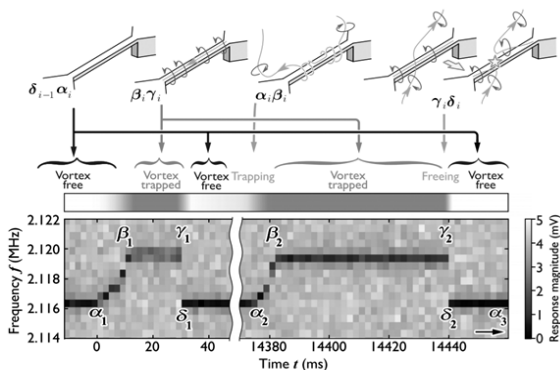 δi−1 αi
βi γi
αi βi
γi δi
Vortex free
Vortex trapped
Vortex free
Trapping
Vortex trapped
Freeing
Vortex free
2.122
2.120
2.118
2.116
2.114
Frequency f (MHz)
β1
γ1
α1
δ1
β2
γ2
α2
δ2
α3
0
20
40
14380
14400
14420
14440
Time t (ms)
5
4
3
2
1
0
Response magnitude (mV)